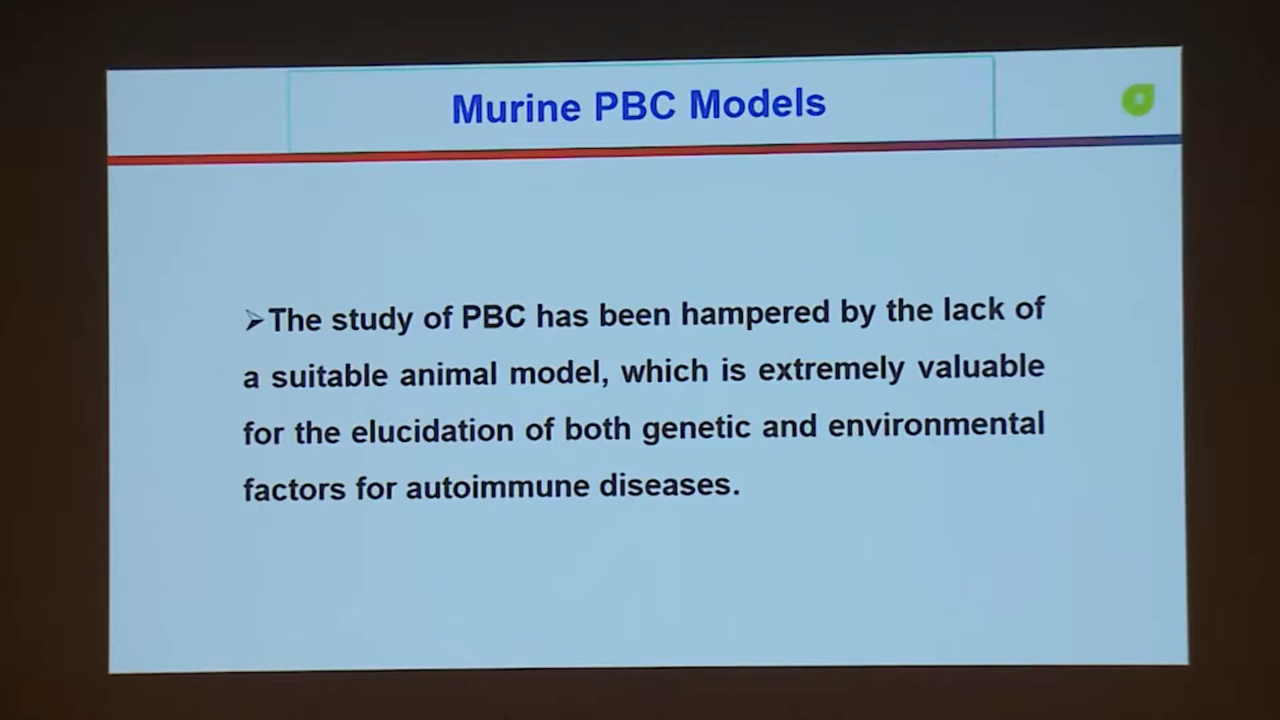 Murine PBC Models
➢The study of PBC has been hampered by the lack of
a suitable animal model, which is extremely valuable
for the elucidation of both genetic and environmental
factors for autoimmune diseases.